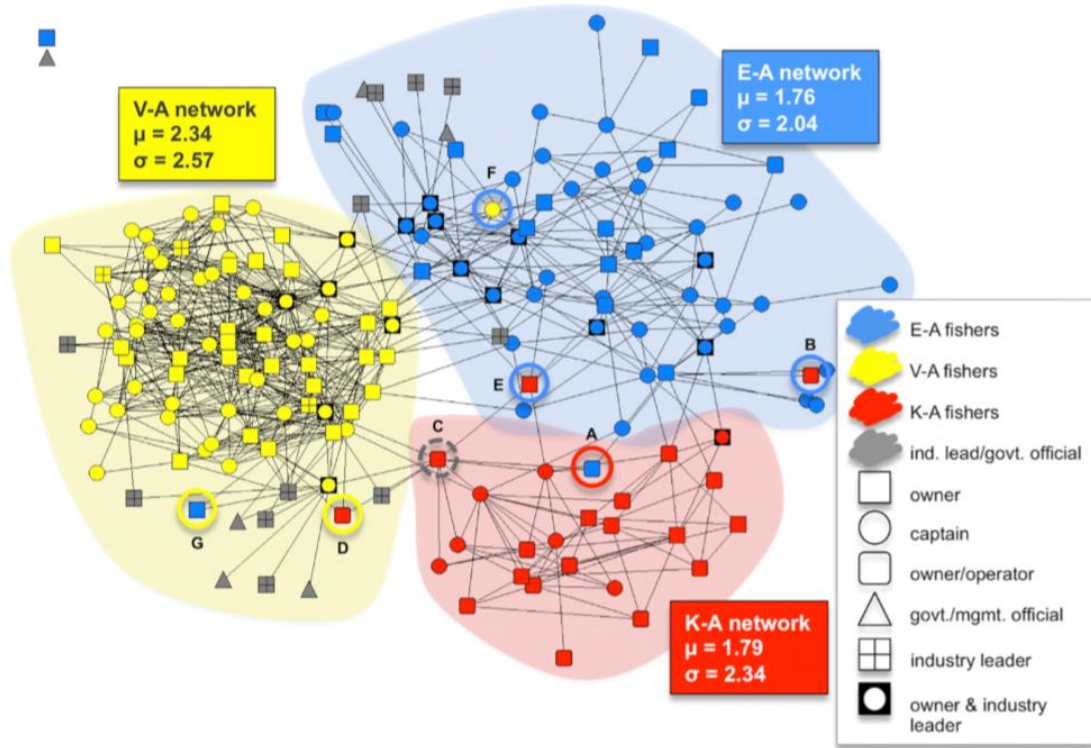 E-A network
μ = 1.76
σ = 2.04
V-A network
μ = 2.34
σ = 2.57
F
B
E
C
A
G
D
K-A network
μ = 1.79
σ = 2.34
E-A fishers
V-A fishers
K-A fishers
ind. lead/govt. official
owner
captain
owner/operator
govt./mgmt. official
industry leader
owner & industry
leader